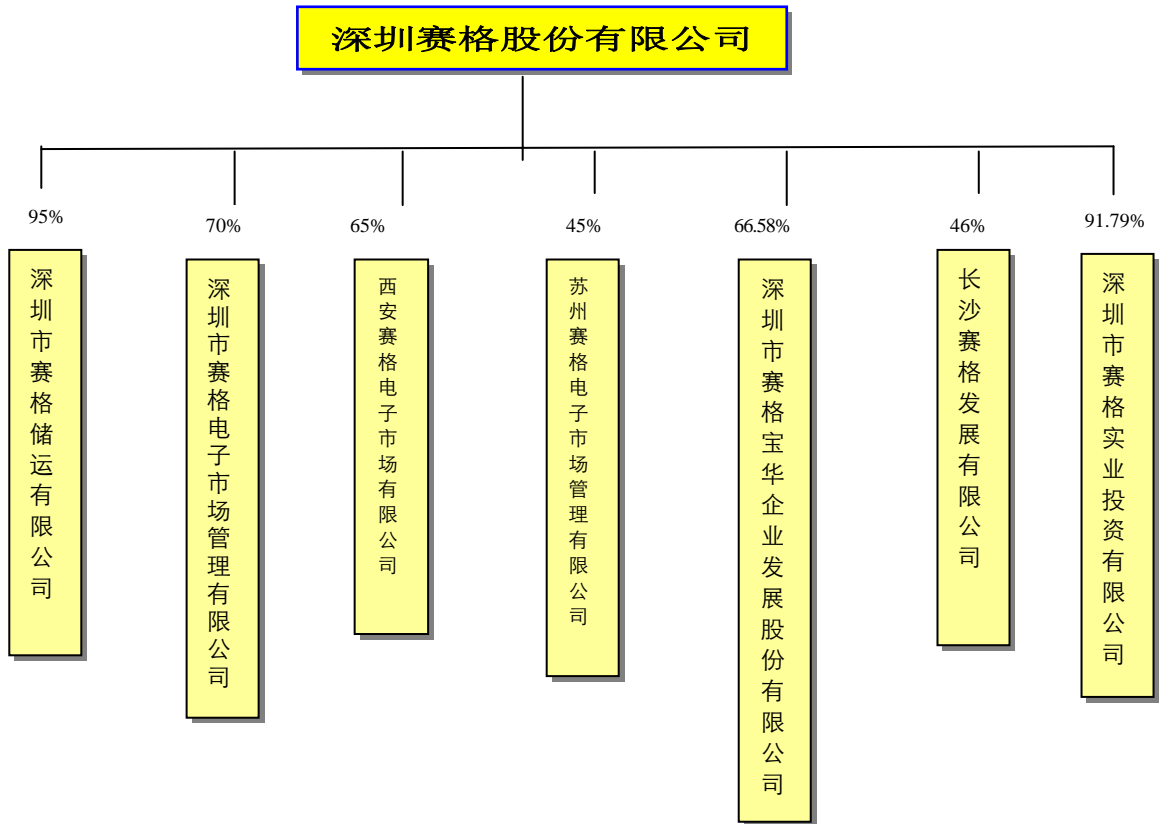 深圳赛格股份有限公司
95%
70%
65%
45%
66.58%
46%
91.79%
深圳市赛格储运有限公司
深圳市赛格电子市场管理有限公司
西安赛格电子市场有限公司
苏州赛格电子市场管理有限公司
深圳市赛格宝华企业发展股份有限公司
长沙赛格发展有限公司
深圳市赛格实业投资有限公司